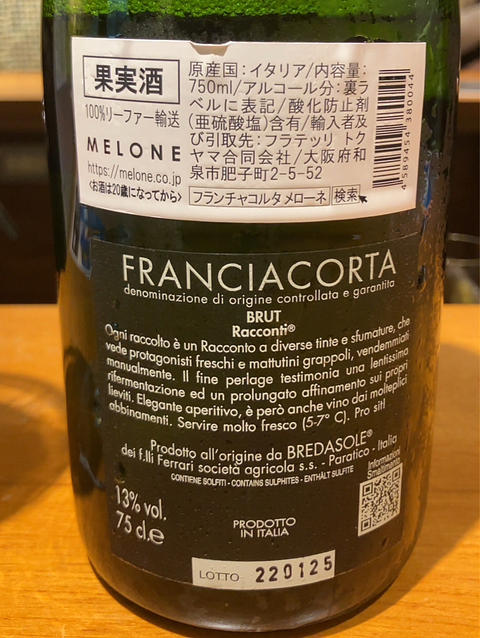 果実酒
100%リーファー輸送
MELONE
https://melone.co.jp
<お酒は20歳になってから>
原産国:イタリア/内容量:
750ml/アルコール分:裏ラ
ベルに表記/酸化防止剤
(亜硫酸塩)含有/輸入者及
び引取先:フラテッリ トク
ヤマ合同会社/大阪府和
泉市肥子町2-5-52
フランチャコルタ メローネ 検索
4589454380044
FRANCIACORTA
denominazione di origine controllata e garantita
BRUT
Racconti®
Ogni raccolto è un Racconto a diverse tinte e sfumature, che
vede protagonisti freschi e mattutini grappoli, vendemmiati
manualmente. Il fine perlage testimonia una lentissima
rifermentazione ed un prolungato affinamento sui propri
lieviti. Elegante aperitivo, è però anche vino dai molteplici
abbinamenti. Servire molto fresco (5-7° C). Pro sit!
Prodotto all'origine da BREDASOLE®
dei f.lli Ferrari società agricola s.s. - Paratico - Italia
CONTIENE SOLFITI - CONTAINS SULPHITES - ENTHÄLT SULFITE
Informazioni
Smaltimento
13% vol.
75 cl.e
PRODOTTO
IN ITALIA
LOTTO 220125